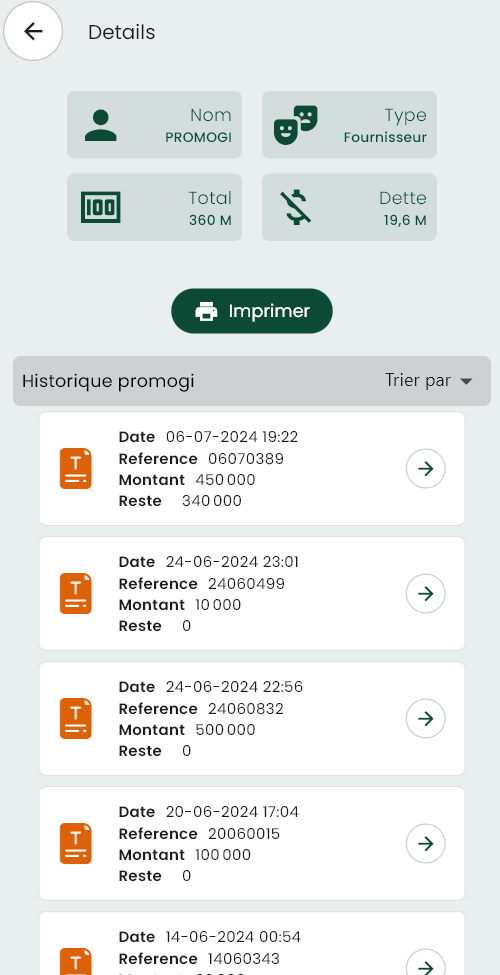 Details
Nom
PROMOGI
Type
Fournisseur
100
Total
360 M
Dette
19,6 M
Imprimer
Historique promogi
Trier par
T
Date 06-07-2024 19:22
Reference 06070389
Montant 450 000
Reste 340 000
T
Date 24-06-2024 23:01
Reference 24060499
Montant 10 000
Reste 0
T
Date 24-06-2024 22:56
Reference 24060832
Montant 500 000
Reste 0
T
Date 20-06-2024 17:04
Reference 20060015
Montant 100 000
Reste 0
T
Date 14-06-2024 00:54
Reference 14060343